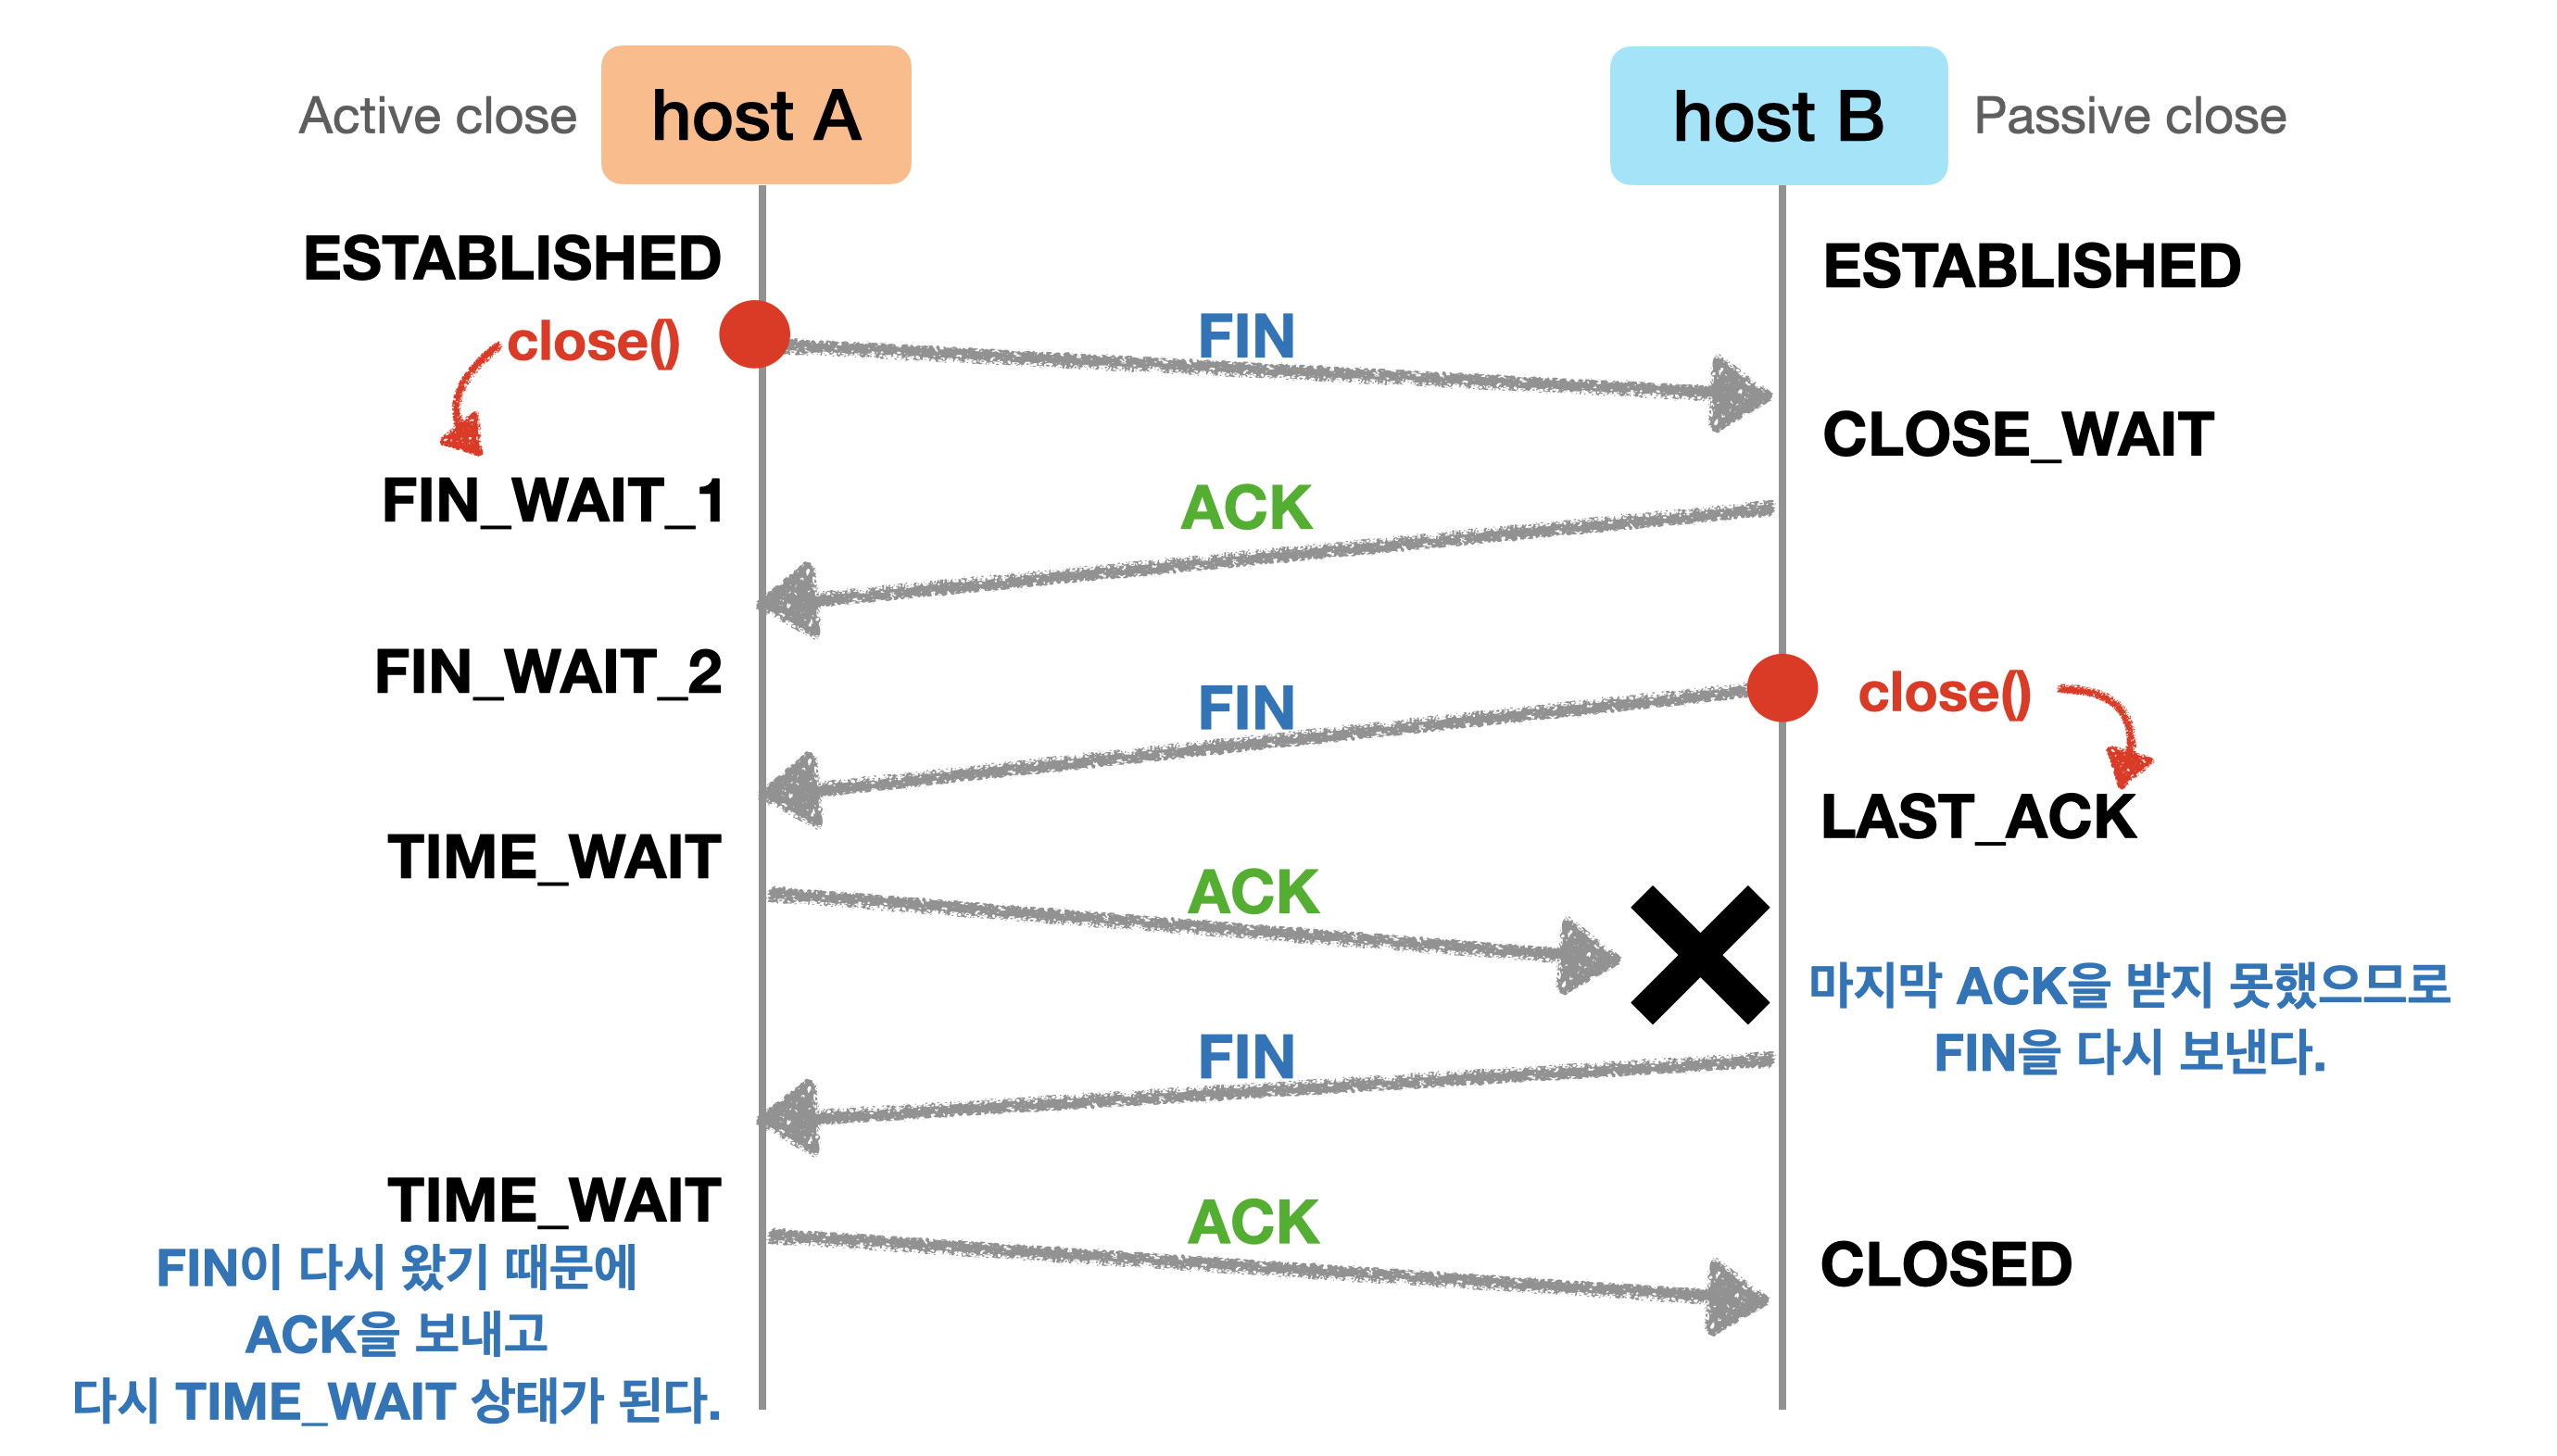 Active close
host A
host B
Passive close
ESTABLISHED
ESTABLISHED
close()
FIN
CLOSE_WAIT
FIN_WAIT_1
ACK
FIN_WAIT_2
FIN
close()
LAST_ACK
TIME_WAIT
ACK
마지막 ACK을 받지 못했으므로
FIN을 다시 보낸다.
FIN
TIME_WAIT
FIN이 다시 왔기 때문에
ACK을 보내고
다시 TIME_WAIT 상태가 된다.
ACK
CLOSED